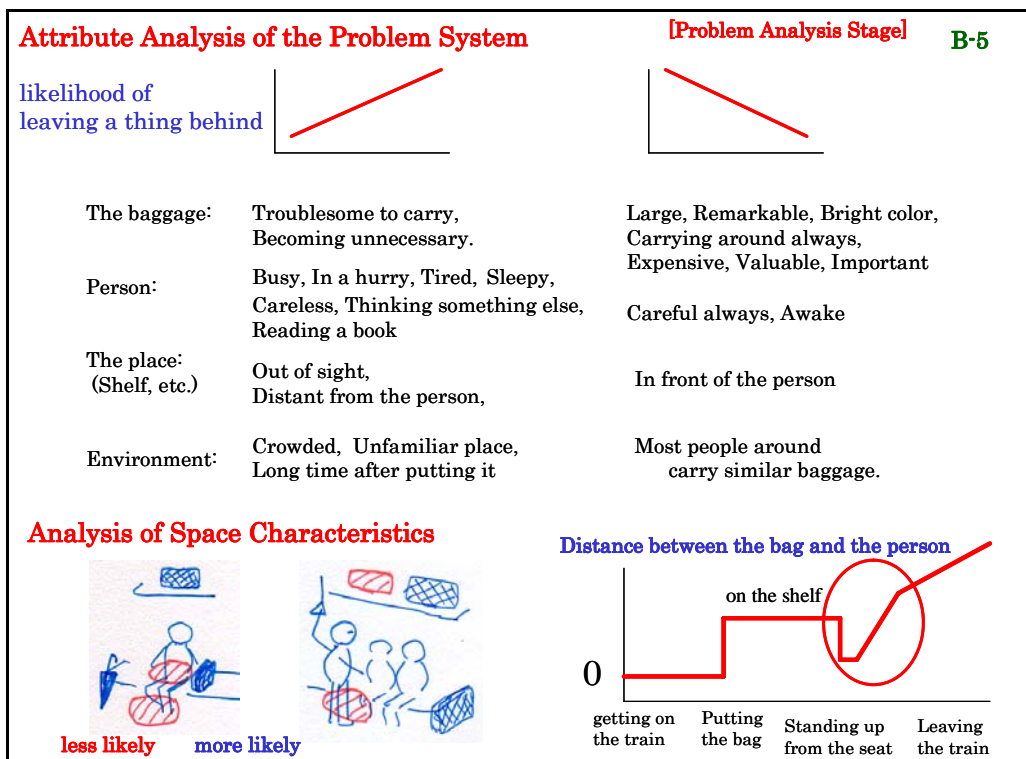 Attribute Analysis of the Problem System
[Problem Analysis Stage]
B-5
likelihood of
leaving a thing behind
The baggage:
Troublesome to carry,
Becoming unnecessary.
Large, Remarkable, Bright color,
Carrying around always,
Expensive, Valuable, Important
Person:
Busy, In a hurry, Tired, Sleepy,
Careless, Thinking something else,
Reading a book
Careful always, Awake
The place:
(Shelf, etc.)
Out of sight,
Distant from the person,
In front of the person
Environment:
Crowded, Unfamiliar place,
Long time after putting it
Most people around
carry similar baggage.
Analysis of Space Characteristics
less likely
more likely
Distance between the bag and the person
on the shelf
0
getting on
the train
Putting
the bag
Standing up
from the seat
Leaving
the train